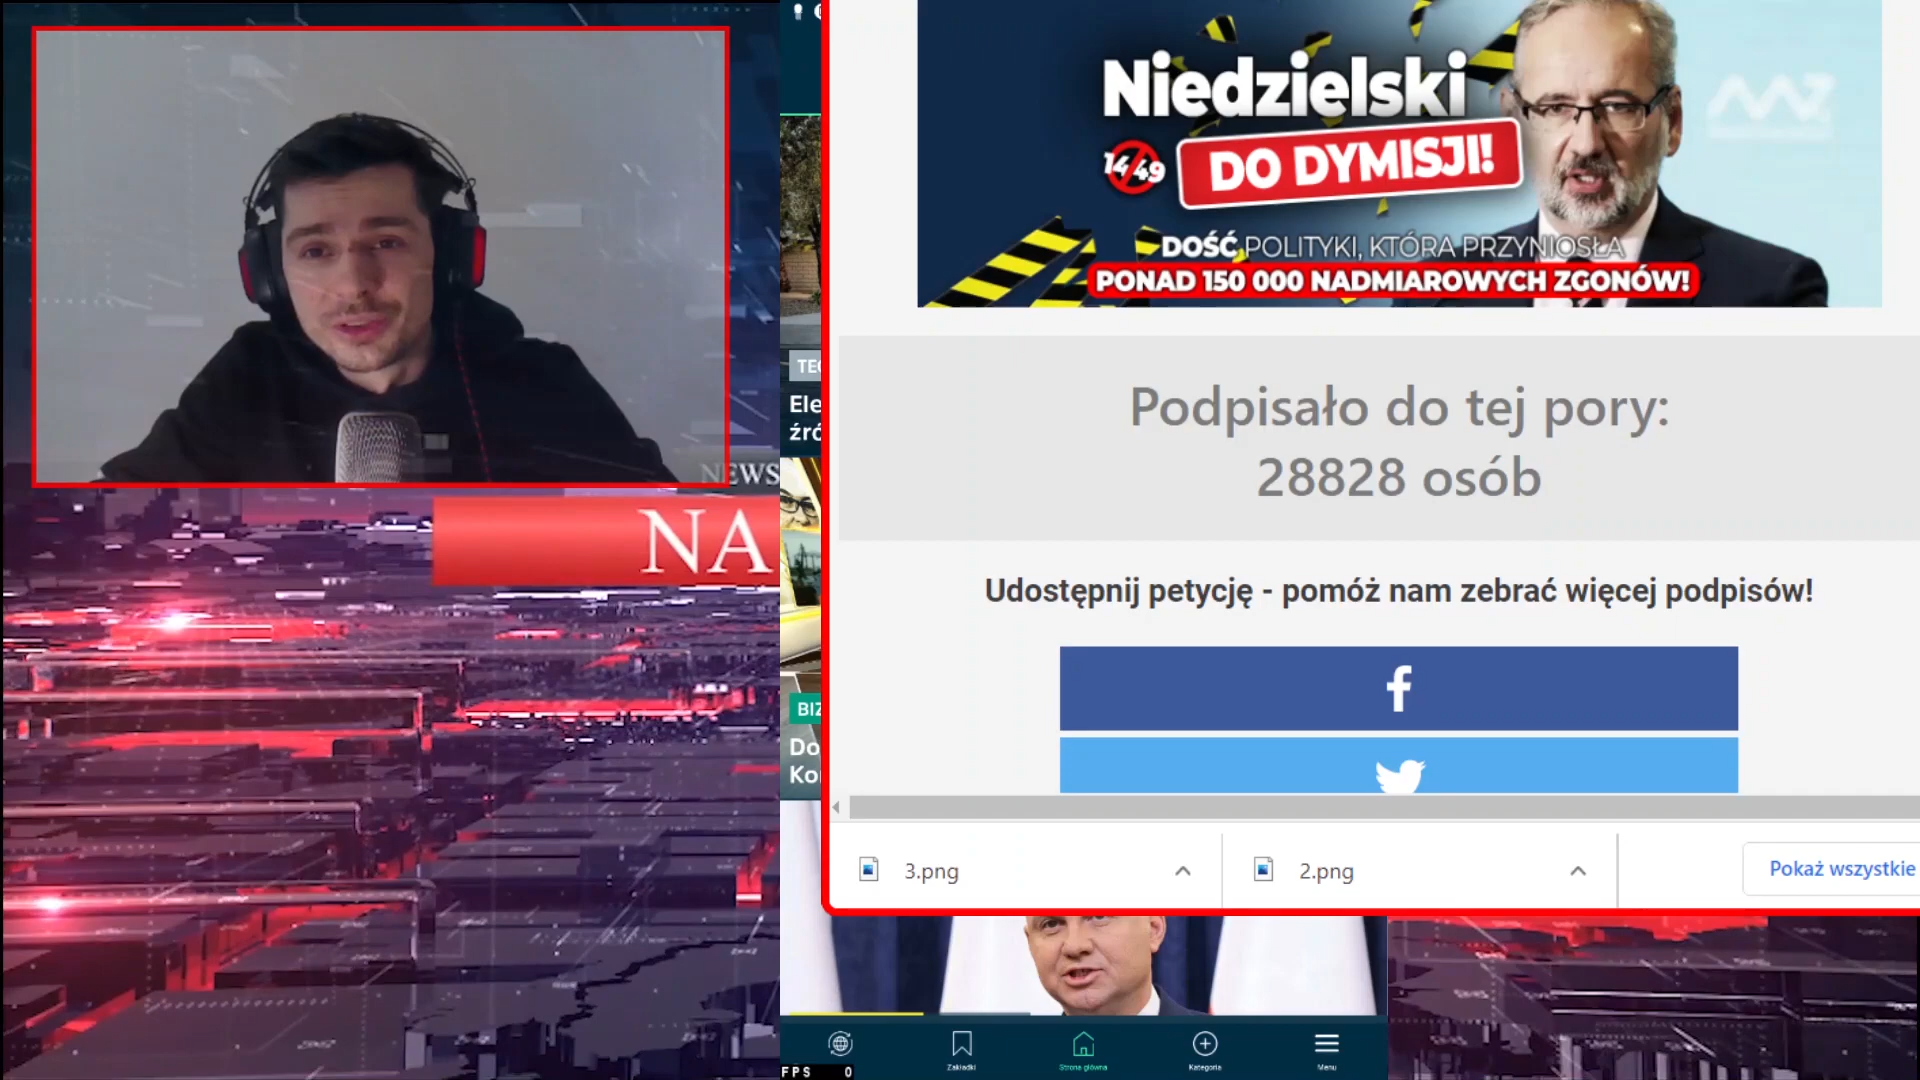 NEWS
NA
TEC
Ele
źró
BIZ
Do
Ko
Niedzielski
1449
DO DYMISJI!
DOŚĆ POLITYKI, KTÓRA PRZYNIOSŁA
PONAD 150 000 NADMIAROWYCH ZGONÓW!
Podpisało do tej pory:
28828 osób
Udostępnij petycję - pomóż nam zebrać więcej podpisów!
3.png
2.png
Pokaż wszystkie
Zakładki
Strona główna
Kategoria
Menu
FPS 0